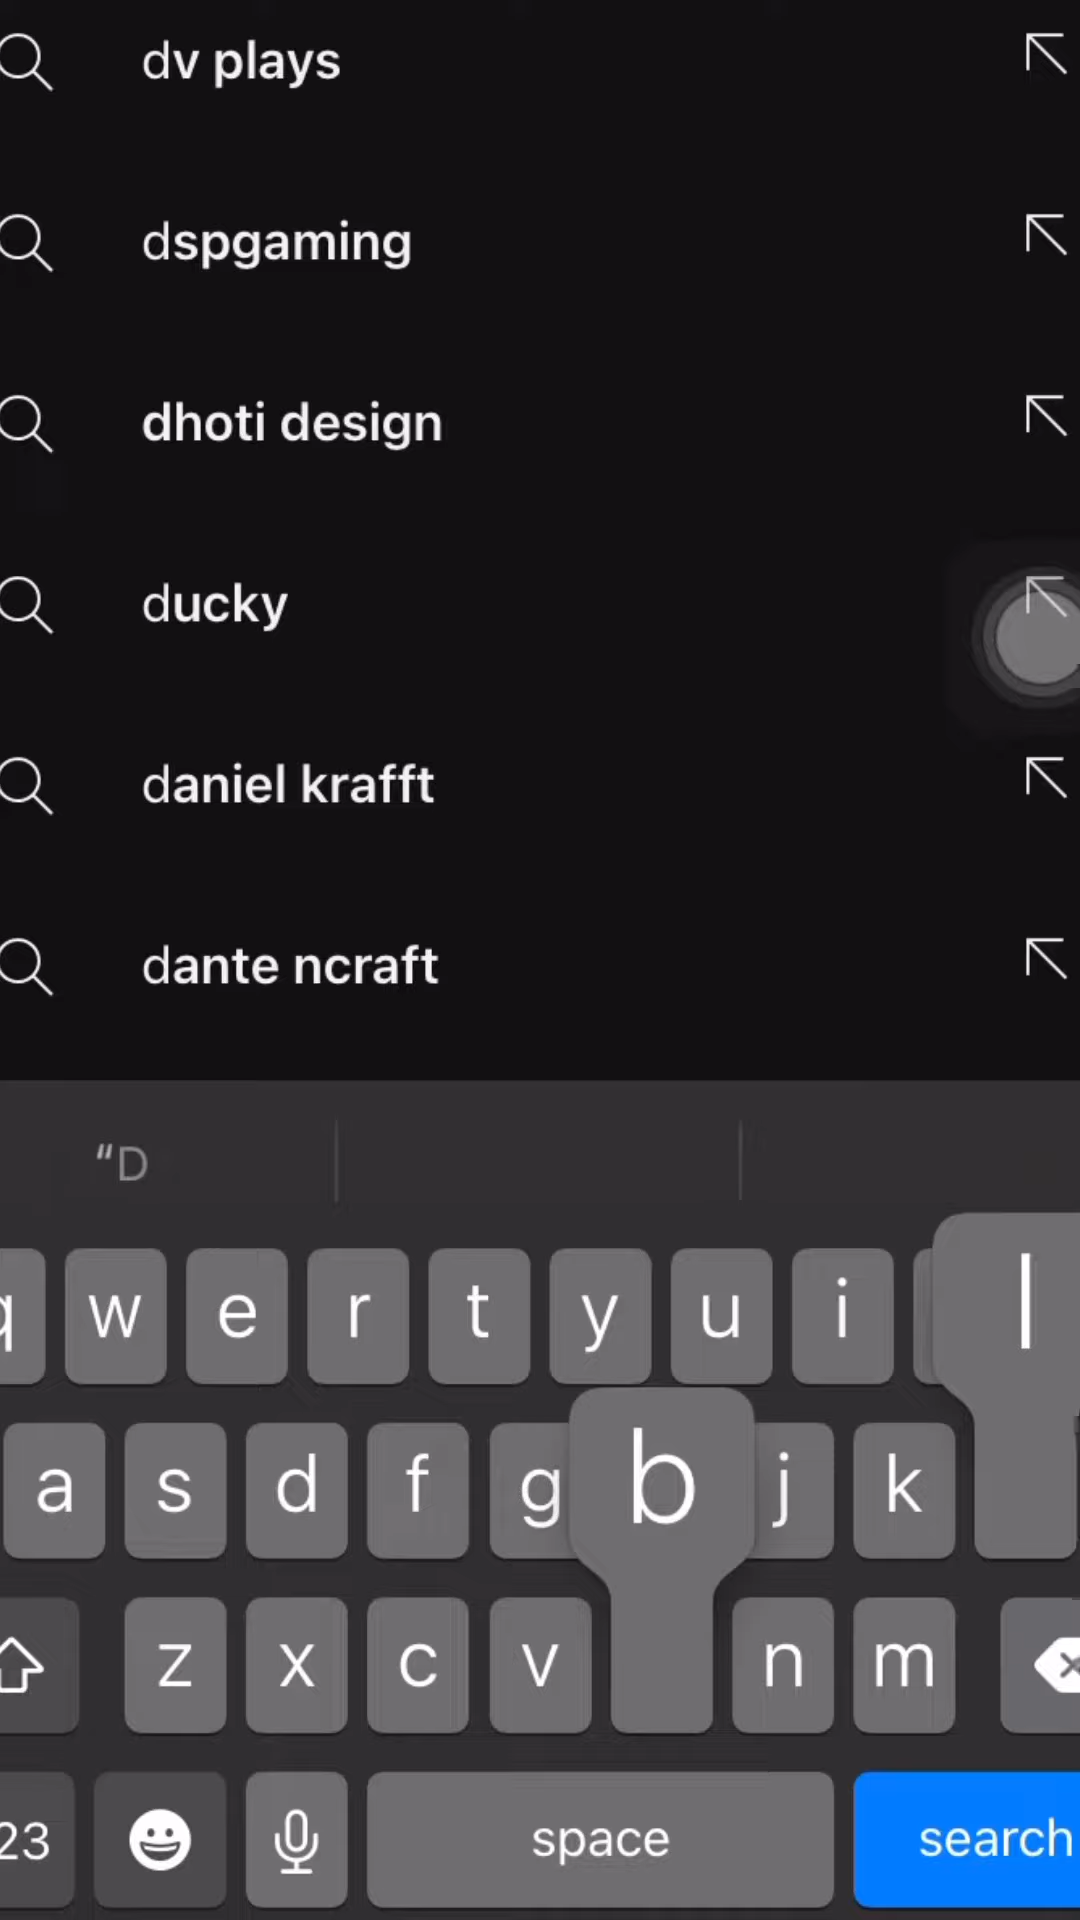 dv plays
dspgaming
dhoti design
ducky
daniel krafft
dante ncraft
“D
q w e r t y u i l
a s d f g b j k
z x c v n m
23 space search